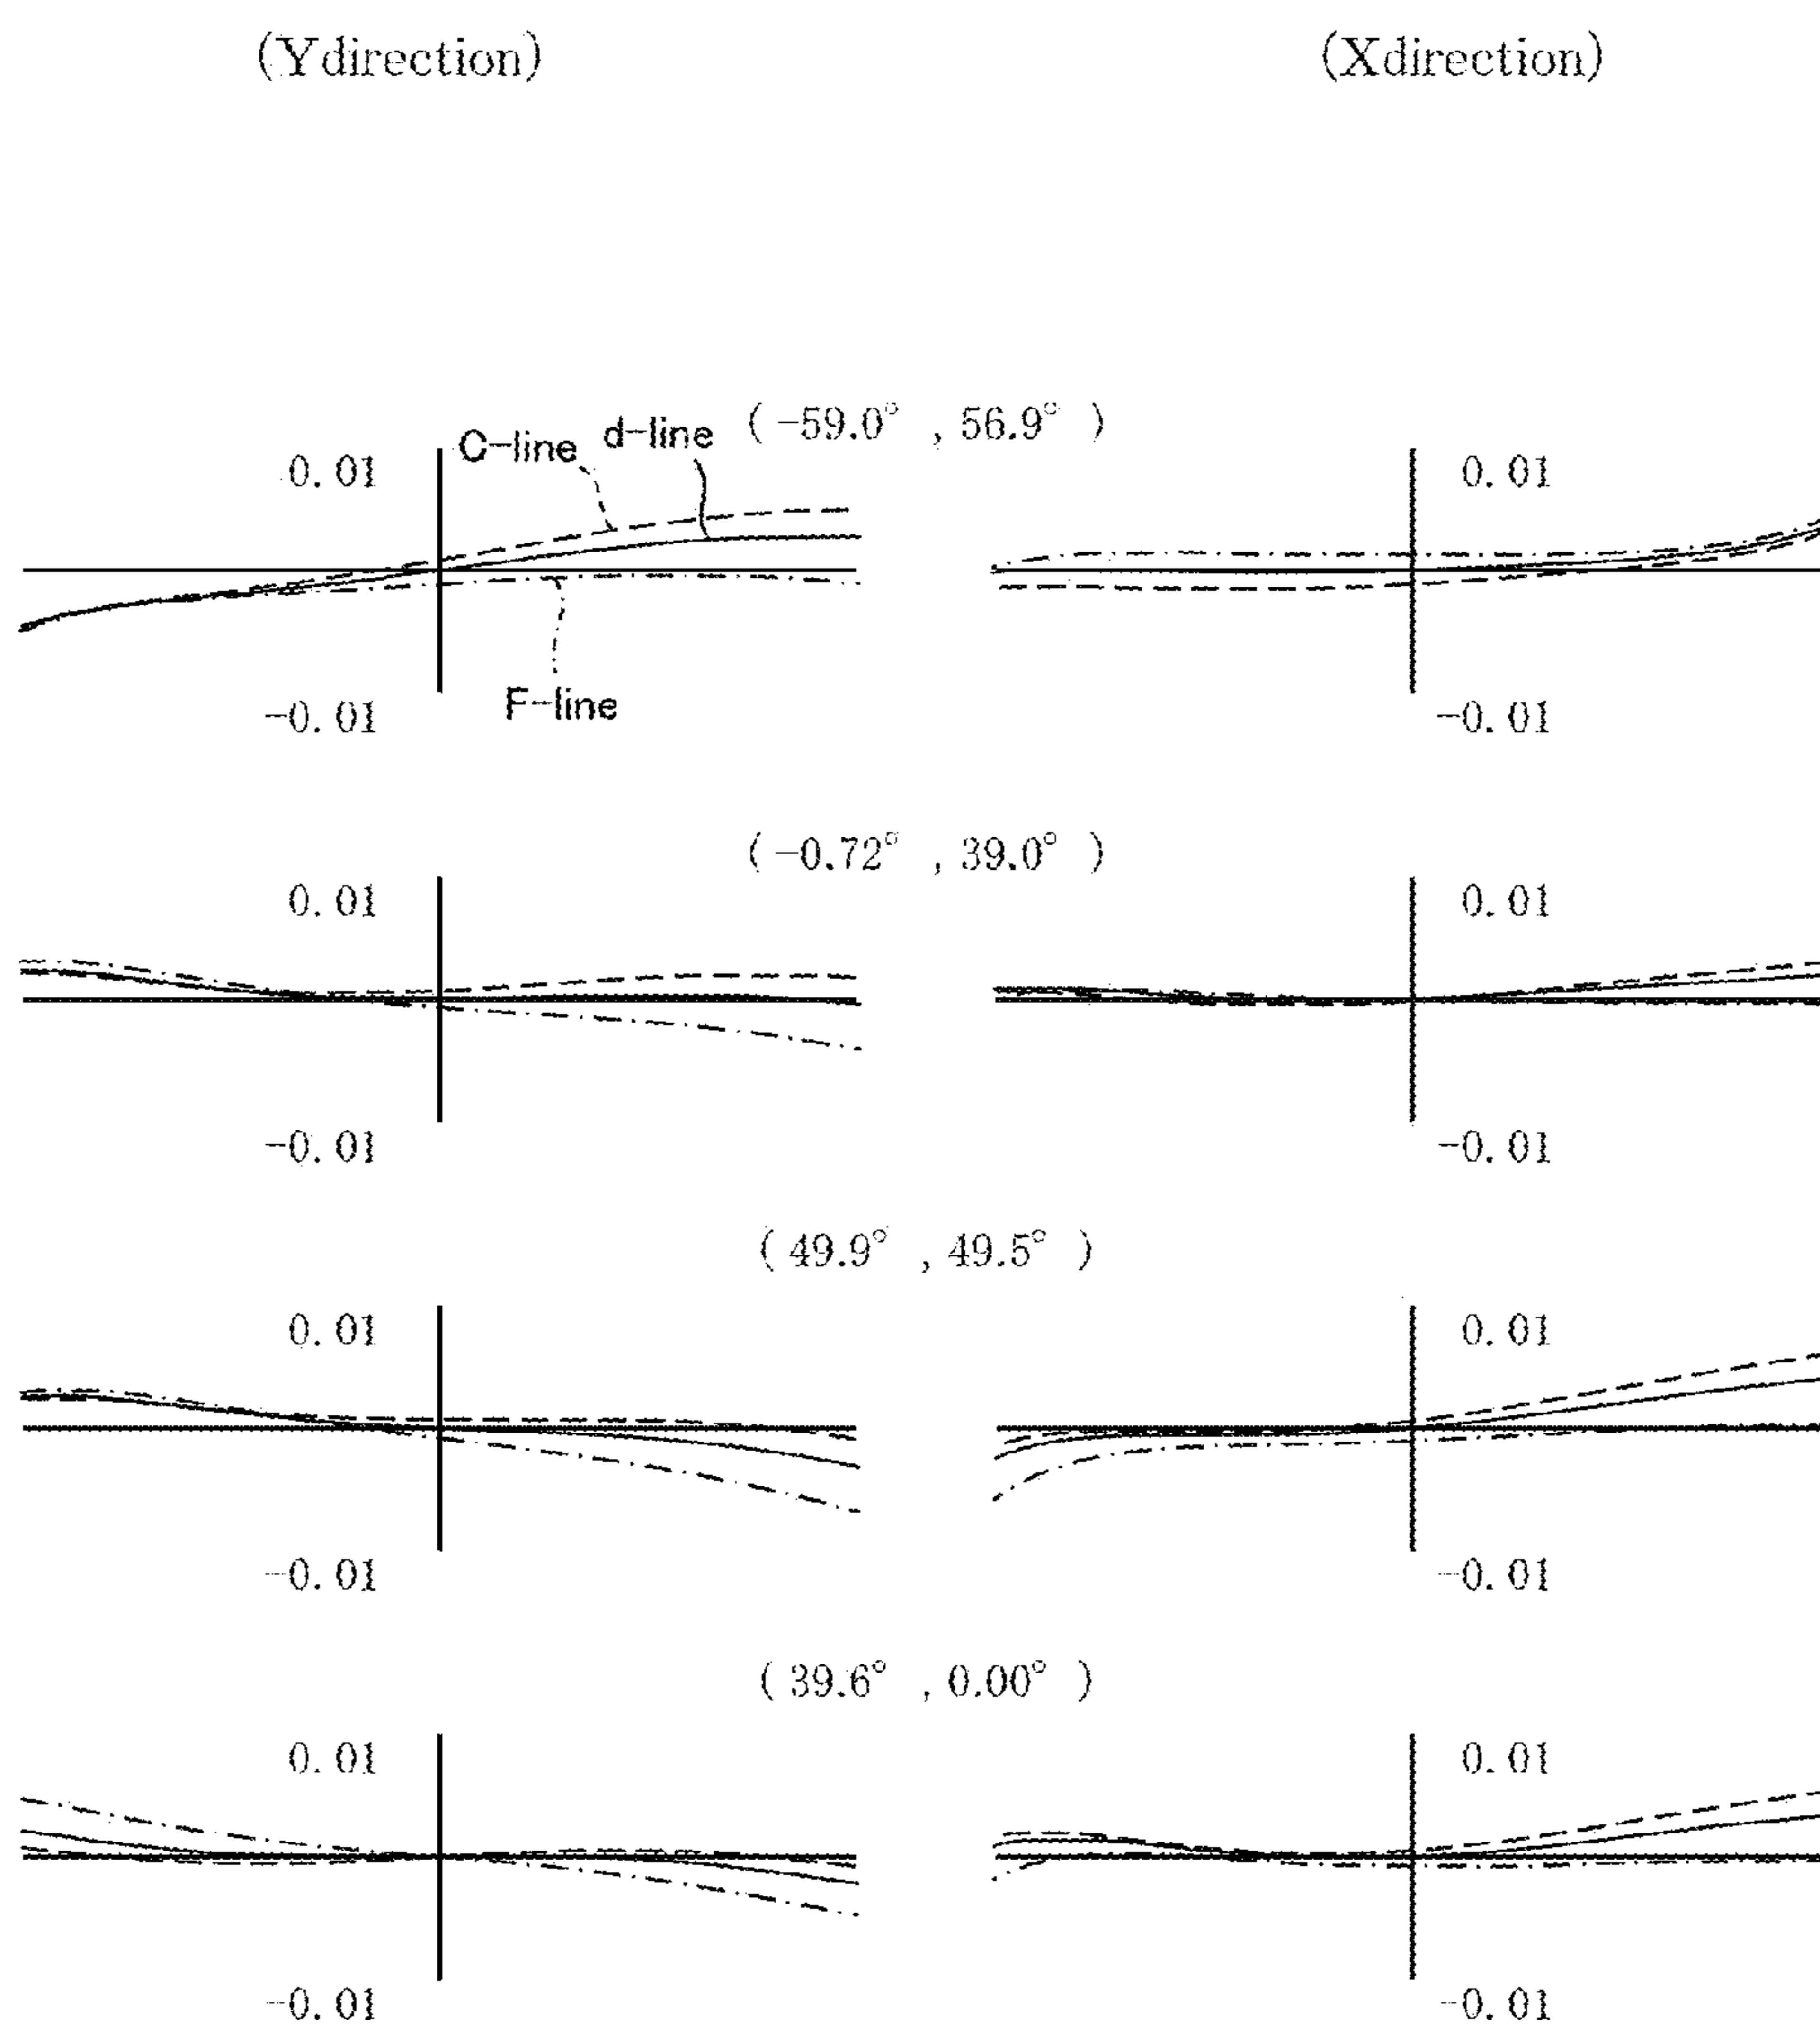 (Ydirection) (Xdirection)
(-59.0° , 56.9° )
C-line d-line
0.01 0.01
F-line
-0.01 -0.01
(-0.72° , 39.0° )
0.01 0.01
-0.01 -0.01
( 49.9° , 49.5° )
0.01 0.01
-0.01 -0.01
( 39.6° , 0.00° )
0.01 0.01
-0.01 -0.01